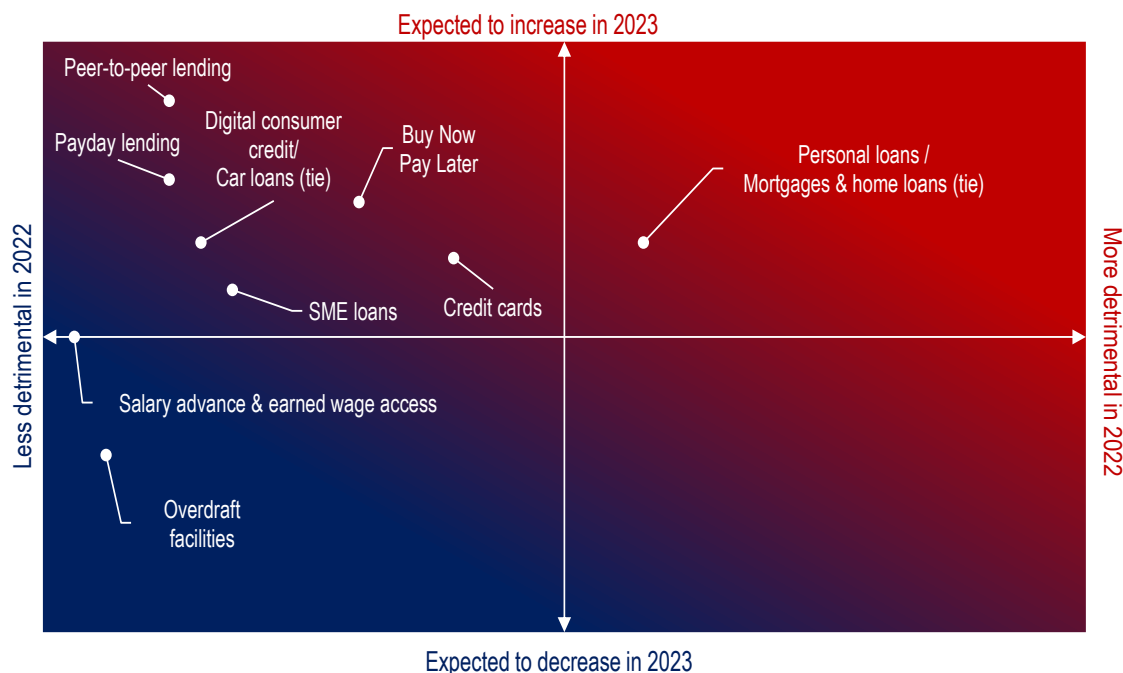 Expected to increase in 2023
Peer-to-peer lending
Payday lending
Digital consumer
credit/
Car loans (tie)
Buy Now
Pay Later
Personal loans /
Mortgages & home loans (tie)
SME loans
Credit cards
Less detrimental in 2022
More detrimental in 2022
Salary advance & earned wage access
Overdraft
facilities
Expected to decrease in 2023